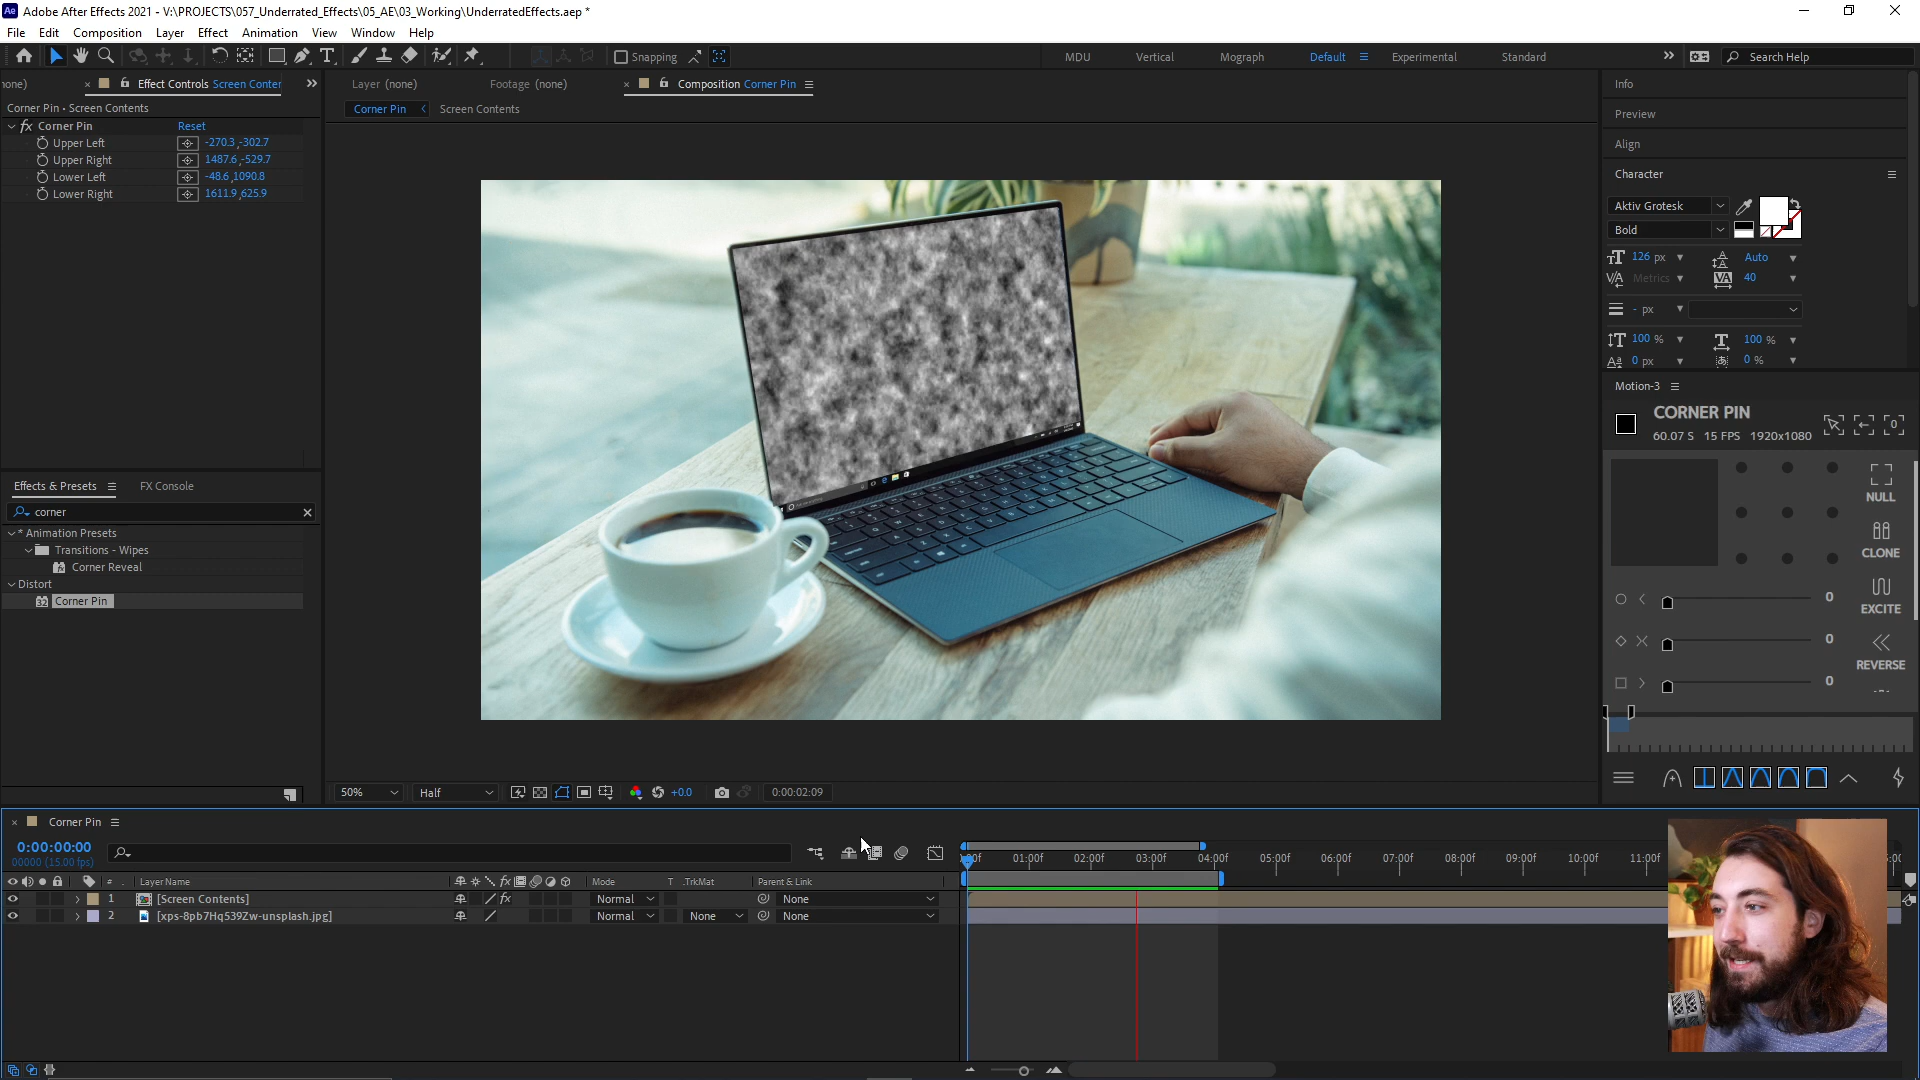 Ae Adobe After Effects 2021 - V:\PROJECTS\057_Underrated_Effects\05_AE\03_Working\UnderratedEffects.aep *
File Edit Composition Layer Effect Animation View Window Help
Snapping
MDU Vertical Mograph Default Experimental Standard Search Help
Effect Controls Screen Conter
Layer (none) Footage (none) Composition Corner Pin
Corner Pin Screen Contents
Corner Pin • Screen Contents
fx Corner Pin Reset
Upper Left -270.3,-302.7
Upper Right 1487.6,-529.7
Lower Left -48.6,1090.8
Lower Right 1611.9,625.9
Effects & Presets FX Console
corner
* Animation Presets
Transitions - Wipes
Corner Reveal
Distort
Corner Pin
50% Half +0.0 0:00:02:09
Info
Preview
Align
Character
Aktiv Grotesk
Bold
126 px Auto
Metrics 40
- px
100 % 100 %
0 px 0 %
Motion-3
CORNER PIN
60.07 S 15 FPS 1920x1080
NULL
CLONE
EXCITE
REVERSE
0
0
0
Corner Pin
0:00:00:00
00000 (15.00 fps)
# Layer Name fx Mode T .TrkMat Parent & Link
1 [Screen Contents] fx Normal None
2 [xps-8pb7Hq539Zw-unsplash.jpg] Normal None None
01:00f 02:00f 03:00f 04:00f 05:00f 06:00f 07:00f 08:00f 09:00f 10:00f 11:00f